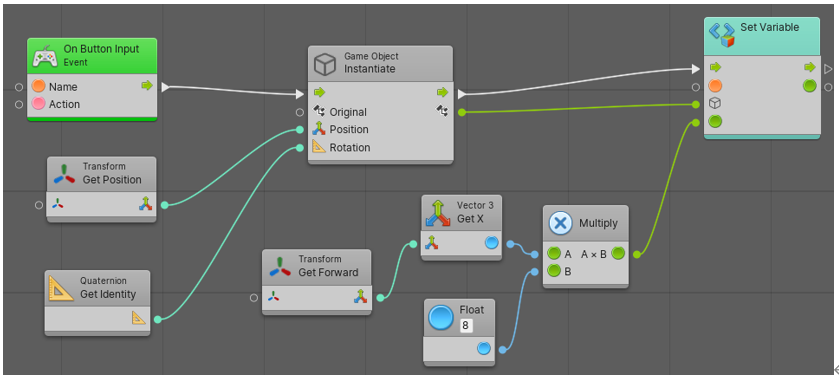 On Button Input
Event
Name
Action
Game Object
Instantiate
Original
Position
Rotation
Set Variable
Transform
Get Position
Quaternion
Get Identity
Transform
Get Forward
Vector 3
Get X
Multiply
A A × B
B
Float
8